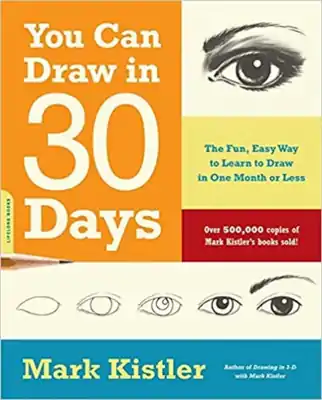 You Can
Draw in
30
Days
The Fun, Easy Way
to Learn to Draw
in One Month or Less
LIFELONG BOOKS
Over 500,000 copies of
Mark Kistler's books sold!
Mark Kistler
Author of Drawing in 3-D
with Mark Kistler